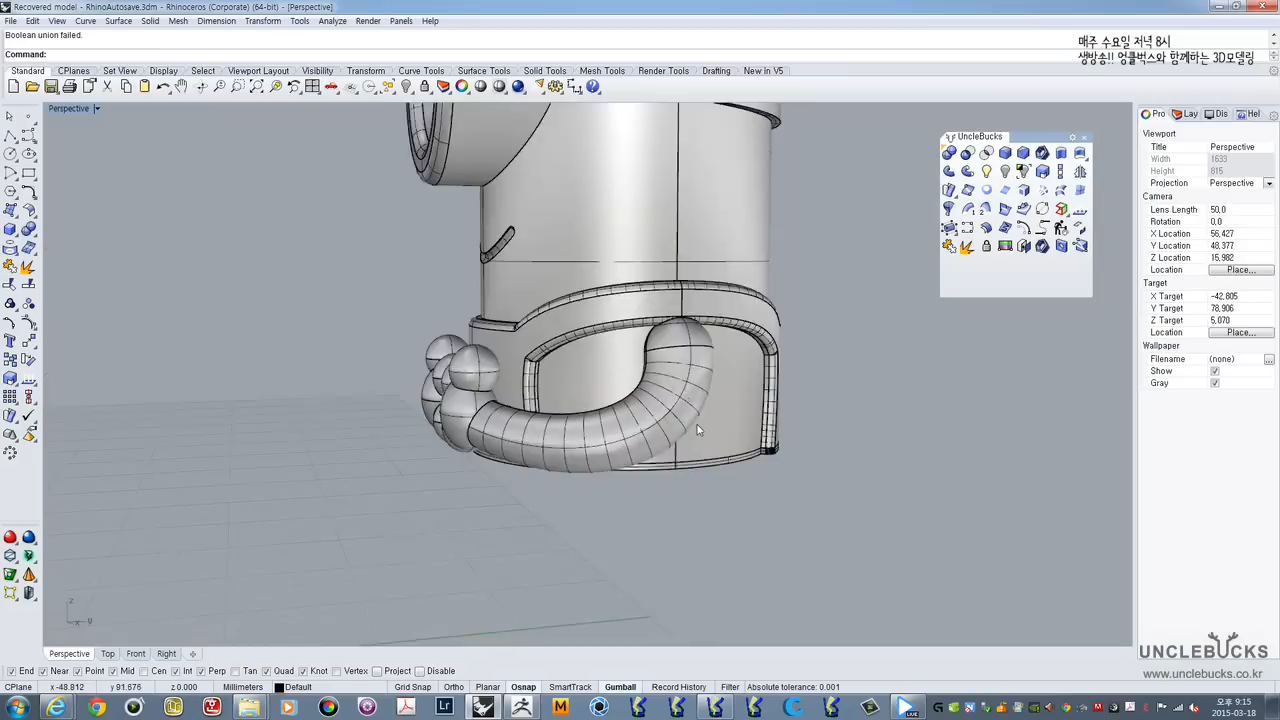 Recovered model - RhinoAutosave.3dm - Rhinoceros (Corporate) (64-bit) - [Perspective]
File Edit View Curve Surface Solid Mesh Dimension Transform Tools Analyze Render Panels Help
Boolean union failed.
Command:
매주 수요일 저녁 8시
생방송!! 엉클벅스와 함께하는 3D모델링
Standard CPlanes Set View Display Select Viewport Layout Visibility Transform Curve Tools Surface Tools Solid Tools Mesh Tools Render Tools Drafting New in V5
Perspective
UncleBucks
Pro Lay Dis Hel
Viewport
Title Perspective
Width 1633
Height 815
Projection Perspective
Camera
Lens Length 50,0
Rotation 0,0
X Location 56,427
Y Location 48,377
Z Location 15,982
Location Place...
Target
X Target -42,805
Y Target 78,906
Z Target 5,070
Location Place...
Wallpaper
Filename (none) ...
Show
Gray
z
x y
Perspective Top Front Right
End Near Point Mid Cen Int Perp Tan Quad Knot Vertex Project Disable
CPlane x -48.812 y 91.676 z 0.000 Millimeters Default Grid Snap Ortho Planar Osnap SmartTrack Gumball Record History Filter Absolute tolerance: 0.001
UNCLEBUCKS
www.unclebucks.co.kr
Lr
M
LIVE
오후 9:15
2015-03-18